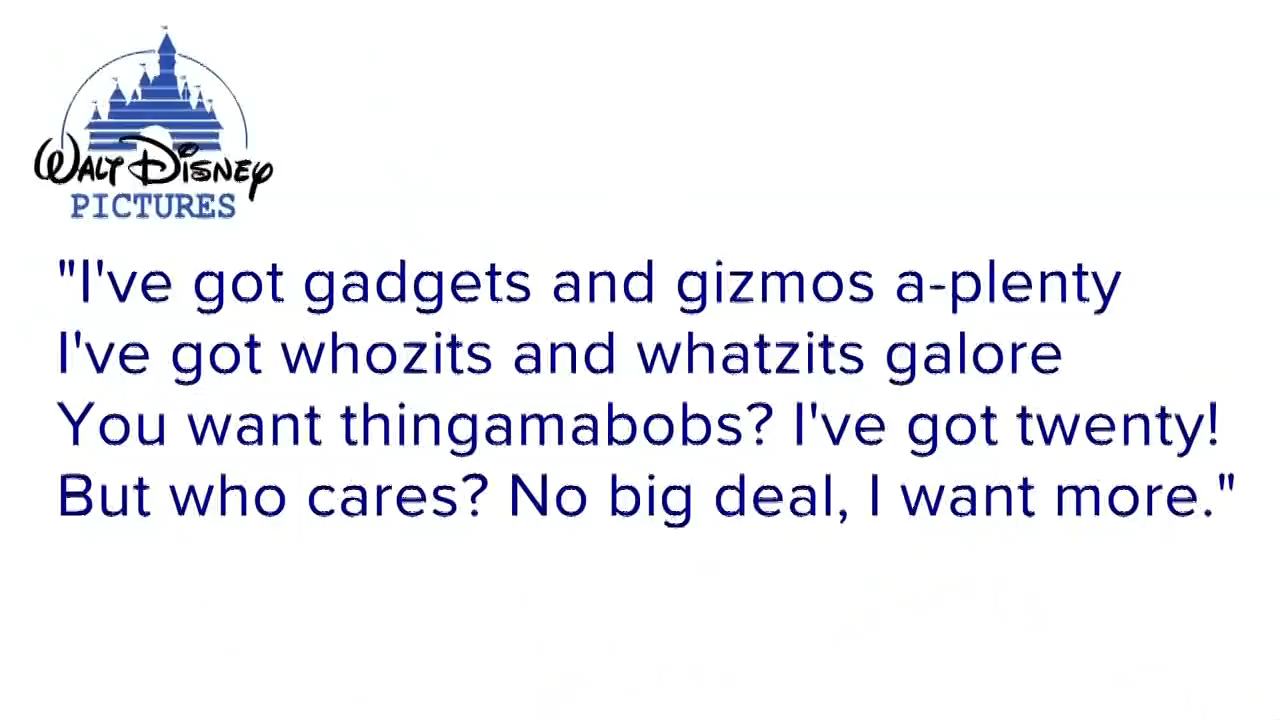 WALT DISNEY
PICTURES
"I've got gadgets and gizmos a-plenty
I've got whozits and whatzits galore
You want thingamabobs? I've got twenty!
But who cares? No big deal, I want more."